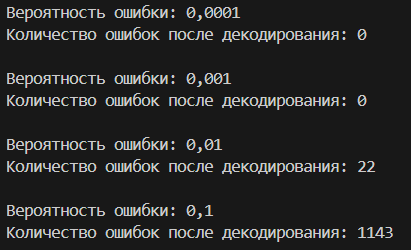 Вероятность ошибки: 0,0001
Количество ошибок после декодирования: 0
Вероятность ошибки: 0,001
Количество ошибок после декодирования: 0
Вероятность ошибки: 0,01
Количество ошибок после декодирования: 22
Вероятность ошибки: 0,1
Количество ошибок после декодирования: 1143